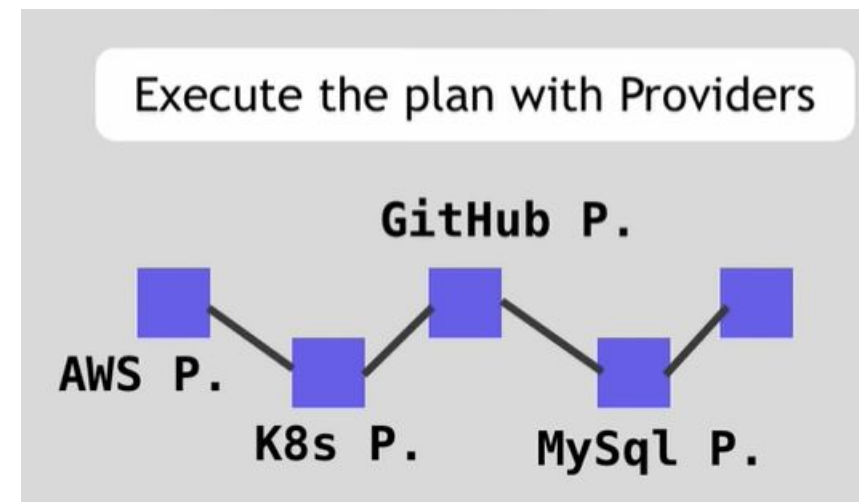 Execute the plan with Providers
GitHub P.
AWS P.
K8s P.
MySql P.